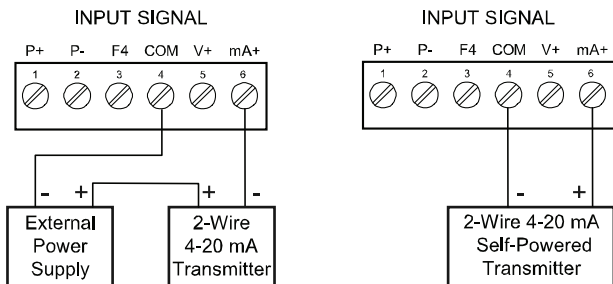 INPUT SIGNAL
P+ P- F4 COM V+ mA+
1 2 3 4 5 6
- + + -
External
Power
Supply
2-Wire
4-20 mA
Transmitter
INPUT SIGNAL
P+ P- F4 COM V+ mA+
1 2 3 4 5 6
- +
2-Wire 4-20 mA
Self-Powered
Transmitter